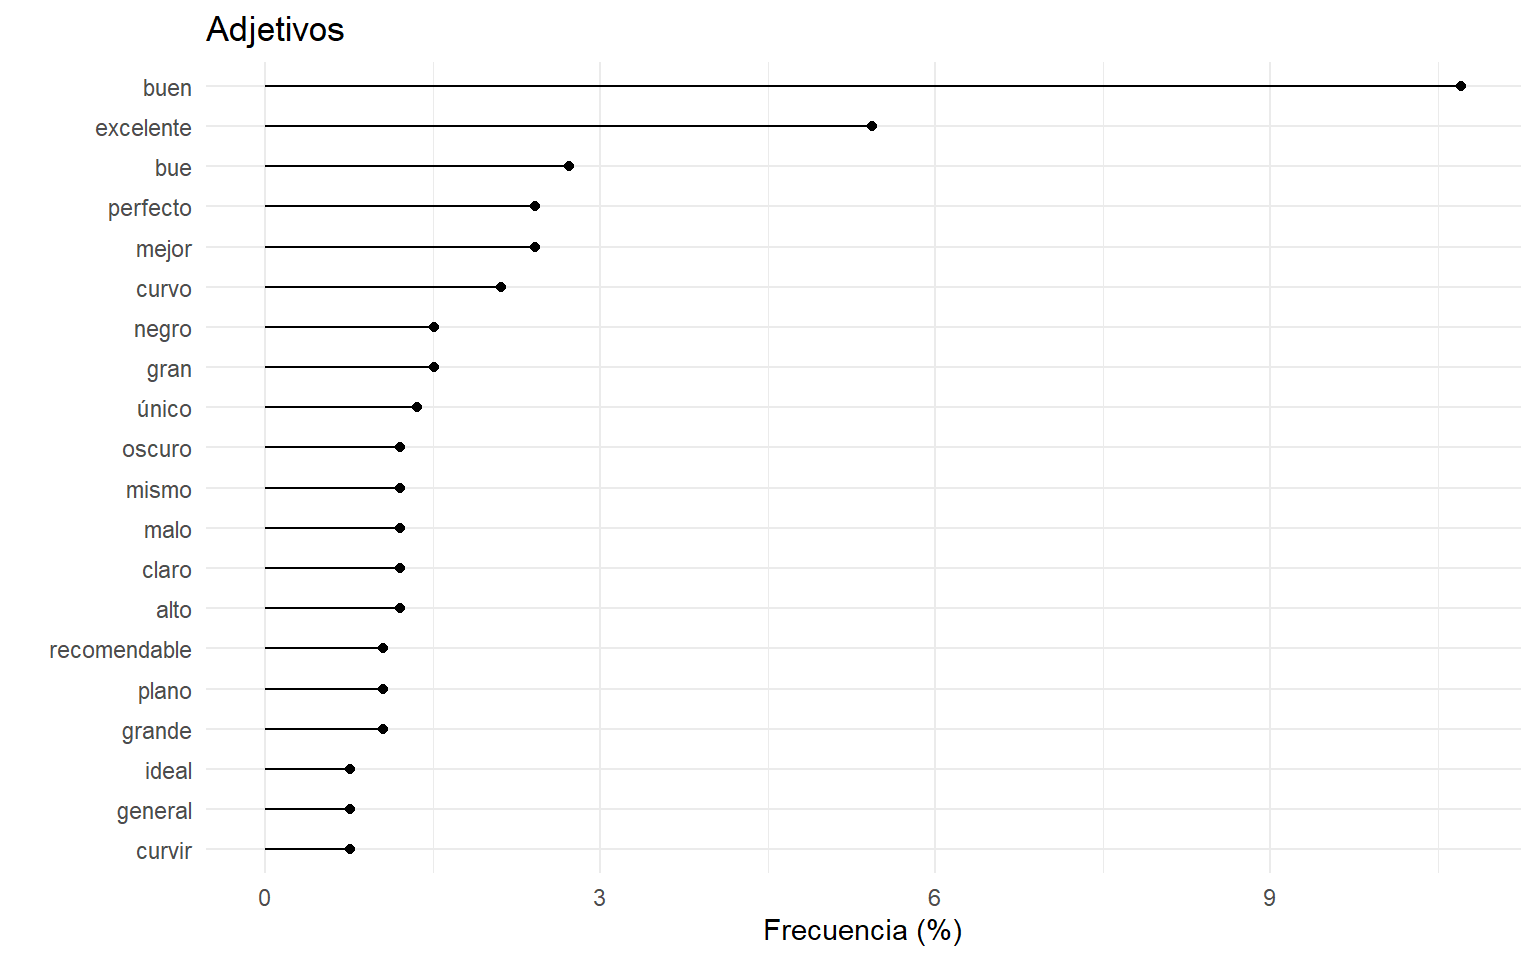 Adjetivos
buen
excelente
bue
perfecto
mejor
curvo
negro
gran
único
oscuro
mismo
malo
claro
alto
recomendable
plano
grande
ideal
general
curvir
0 3 6 9
Frecuencia (%)